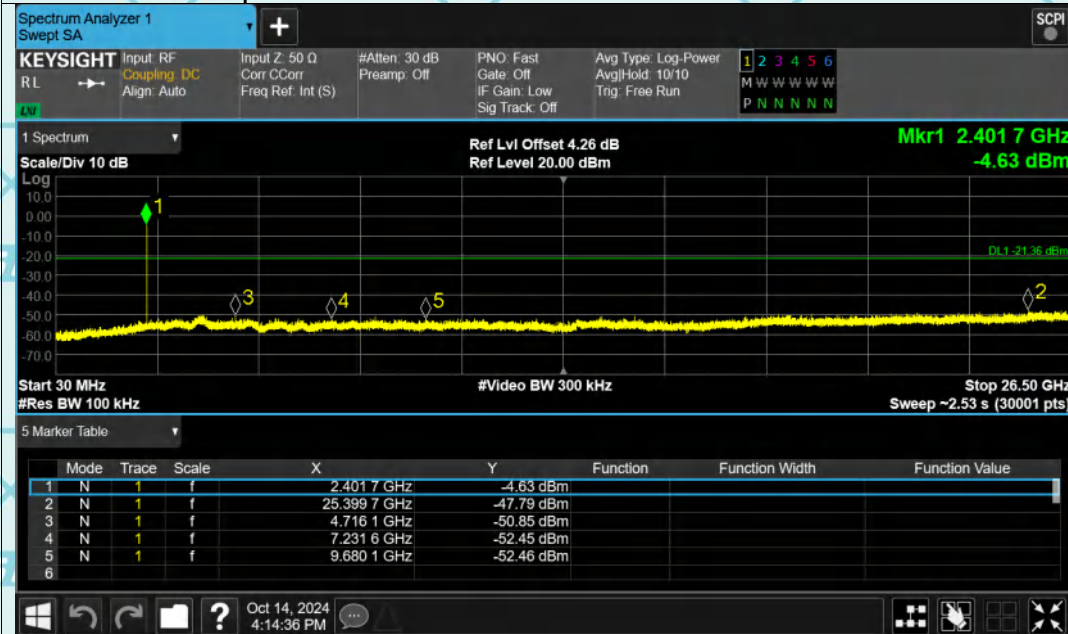 Spectrum Analyzer 1
Swept SA
+
SCPI
KEYSIGHT Input: RF Input Z: 50 Ω #Atten: 30 dB PNO: Fast Avg Type: Log-Power 1 2 3 4 5 6
RL Coupling: DC Corr CCorr Preamp: Off Gate: Off Avg|Hold: 10/10 M W W W W W
Align: Auto Freq Ref: Int (S) IF Gain: Low Trig: Free Run
LXI Sig Track: Off P N N N N N
1 Spectrum
Ref Lvl Offset 4.26 dB
Mkr1 2.401 7 GHz
Scale/Div 10 dB Ref Level 20.00 dBm -4.63 dBm
Log
10.0
1
0.00
-10.0
-20.0 DL1 -21.36 dBm
-30.0
-40.0 3 4 5 2
-50.0
-60.0
-70.0
Start 30 MHz #Video BW 300 kHz Stop 26.50 GHz
#Res BW 100 kHz Sweep ~2.53 s (30001 pts)
5 Marker Table
Mode Trace Scale X Y Function Function Width Function Value
1 N 1 f 2.401 7 GHz -4.63 dBm
2 N 1 f 25.399 7 GHz -47.79 dBm
3 N 1 f 4.716 1 GHz -50.85 dBm
4 N 1 f 7.231 6 GHz -52.45 dBm
5 N 1 f 9.680 1 GHz -52.46 dBm
6
? Oct 14, 2024
4:14:36 PM